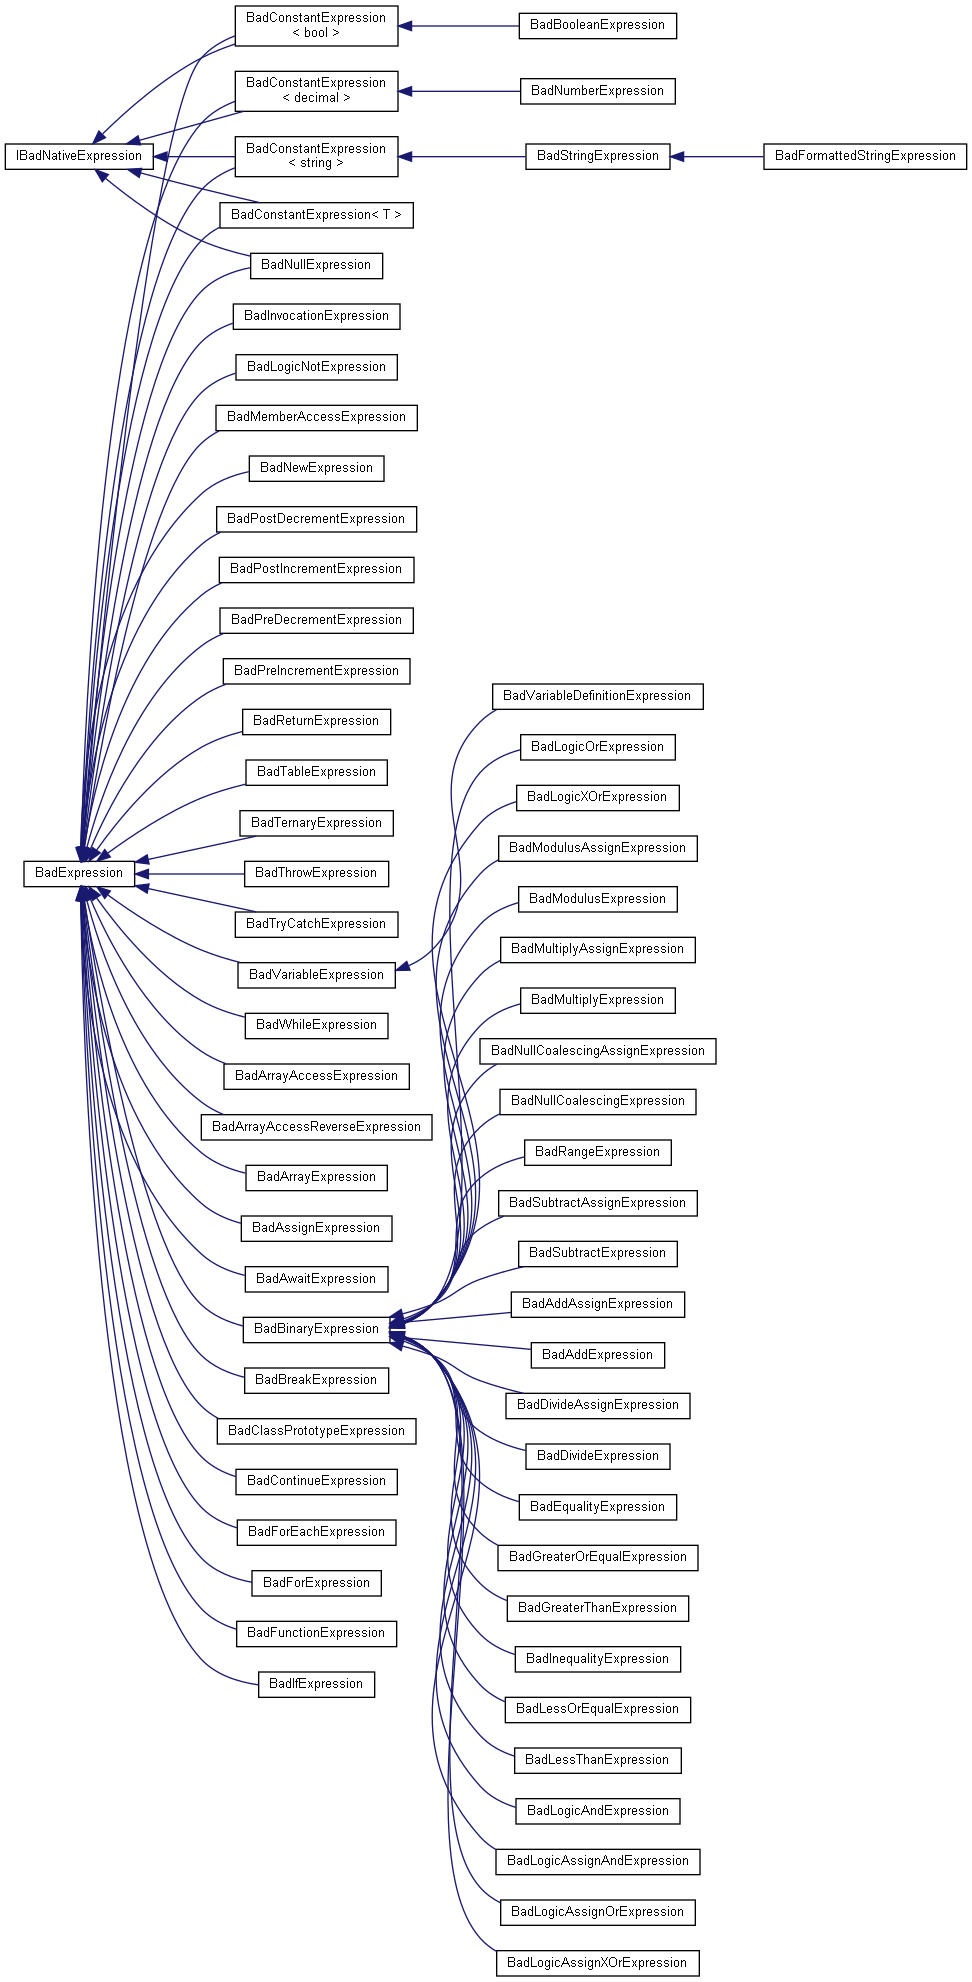 BadConstantExpression
< bool >
BadBooleanExpression
BadConstantExpression
< decimal >
BadNumberExpression
IBadNativeExpression
BadConstantExpression
< string >
BadStringExpression
BadFormattedStringExpression
BadConstantExpression< T >
BadNullExpression
BadInvocationExpression
BadLogicNotExpression
BadMemberAccessExpression
BadNewExpression
BadPostDecrementExpression
BadPostIncrementExpression
BadPreDecrementExpression
BadPreIncrementExpression
BadReturnExpression
BadTableExpression
BadTernaryExpression
BadExpression
BadThrowExpression
BadTryCatchExpression
BadVariableExpression
BadWhileExpression
BadArrayAccessExpression
BadArrayAccessReverseExpression
BadArrayExpression
BadAssignExpression
BadAwaitExpression
BadBinaryExpression
BadBreakExpression
BadClassPrototypeExpression
BadContinueExpression
BadForEachExpression
BadForExpression
BadFunctionExpression
BadIfExpression
BadVariableDefinitionExpression
BadLogicOrExpression
BadLogicXOrExpression
BadModulusAssignExpression
BadModulusExpression
BadMultiplyAssignExpression
BadMultiplyExpression
BadNullCoalescingAssignExpression
BadNullCoalescingExpression
BadRangeExpression
BadSubtractAssignExpression
BadSubtractExpression
BadAddAssignExpression
BadAddExpression
BadDivideAssignExpression
BadDivideExpression
BadEqualityExpression
BadGreaterOrEqualExpression
BadGreaterThanExpression
BadInequalityExpression
BadLessOrEqualExpression
BadLessThanExpression
BadLogicAndExpression
BadLogicAssignAndExpression
BadLogicAssignOrExpression
BadLogicAssignXOrExpression